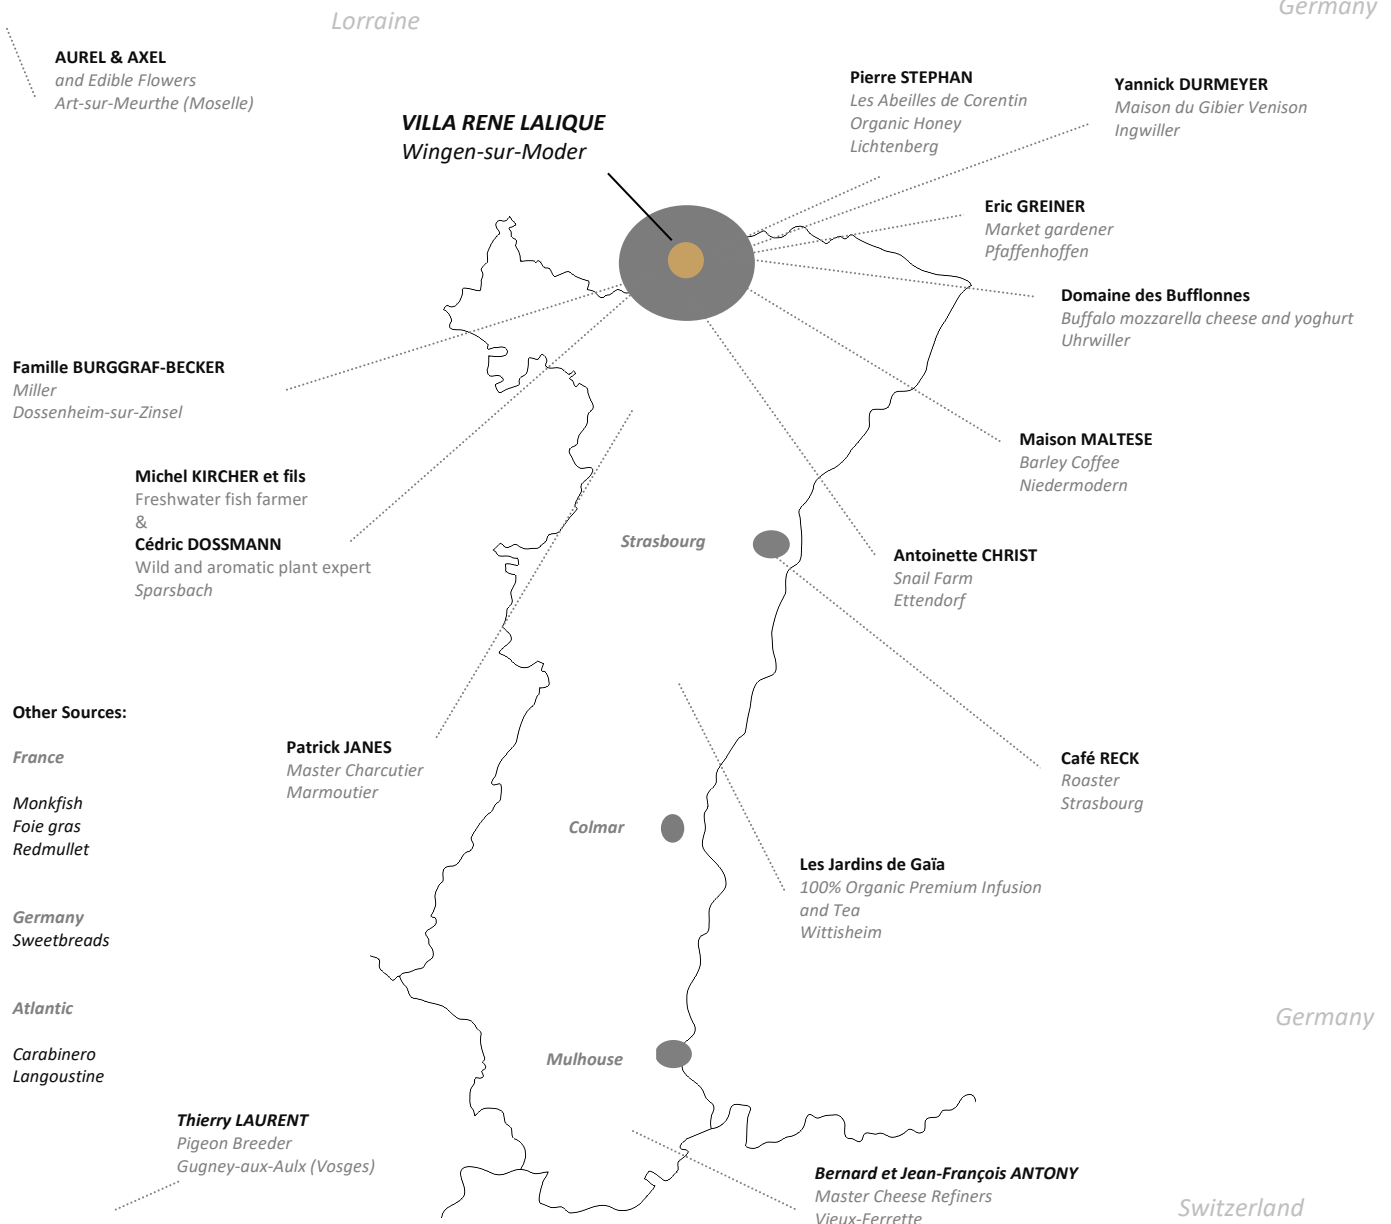 Lorraine
Germany
AUREL & AXEL
and Edible Flowers
Art-sur-Meurthe (Moselle)
Pierre STEPHAN
Les Abeilles de Corentin
Organic Honey
Lichtenberg
Yannick DURMEYER
Maison du Gibier Venison
Ingwiller
VILLA RENE LALIQUE
Wingen-sur-Moder
Eric GREINER
Market gardener
Pfaffenhoffen
Domaine des Bufflonnes
Buffalo mozzarella cheese and yoghurt
Uhrwiller
Famille BURGGRAF-BECKER
Miller
Dossenheim-sur-Zinsel
Maison MALTESE
Barley Coffee
Niedermodern
Michel KIRCHER et fils
Freshwater fish farmer
&
Cédric DOSSMANN
Wild and aromatic plant expert
Sparsbach
Strasbourg
Antoinette CHRIST
Snail Farm
Ettendorf
Other Sources:
France
Monkfish
Foie gras
Redmullet
Germany
Sweetbreads
Atlantic
Carabinero
Langoustine
Patrick JANES
Master Charcutier
Marmoutier
Café RECK
Roaster
Strasbourg
Colmar
Les Jardins de Gaïa
100% Organic Premium Infusion
and Tea
Wittisheim
Germany
Mulhouse
Thierry LAURENT
Pigeon Breeder
Gugney-aux-Aulx (Vosges)
Bernard et Jean-François ANTONY
Master Cheese Refiners
Vieux-Ferrette
Switzerland